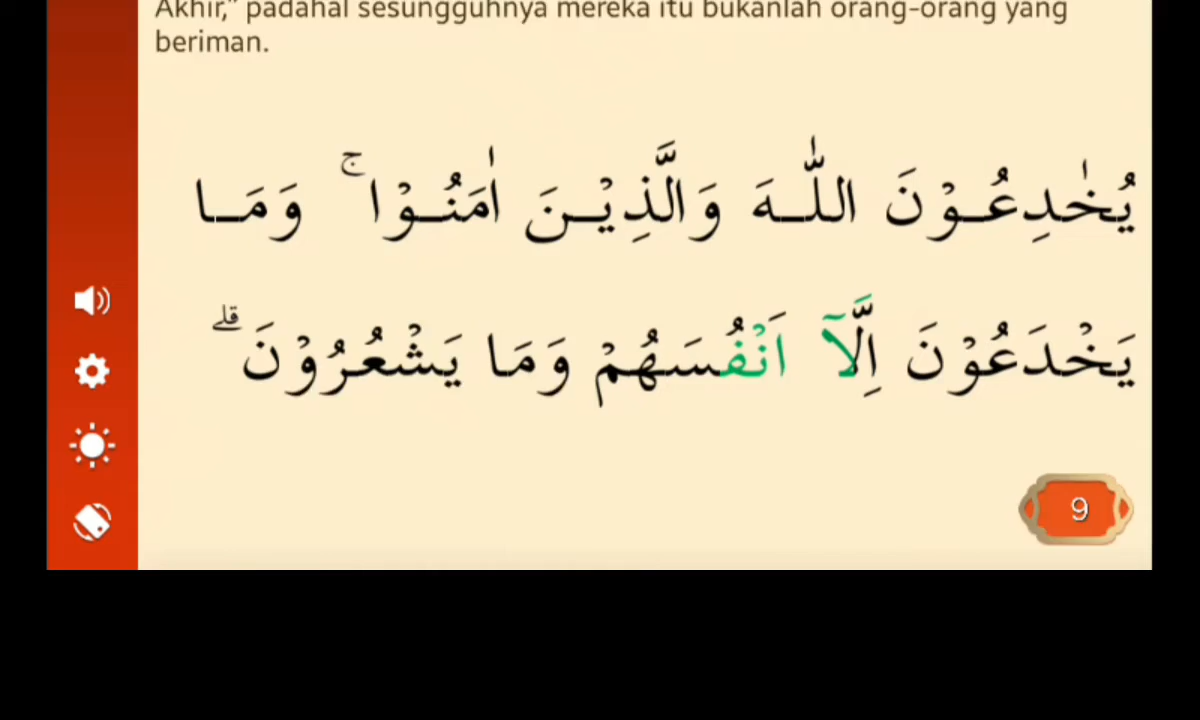 Akhir," padahal sesungguhnya mereka itu bukanlah orang-orang yang
beriman.
يُخٰدِعُوْنَ اللّٰهَ وَالَّذِيْنَ اٰمَنُوْا ۚ وَمَا
يَخْدَعُوْنَ اِلَّآ اَنْفُسَهُمْ وَمَا يَشْعُرُوْنَ ۗ
9